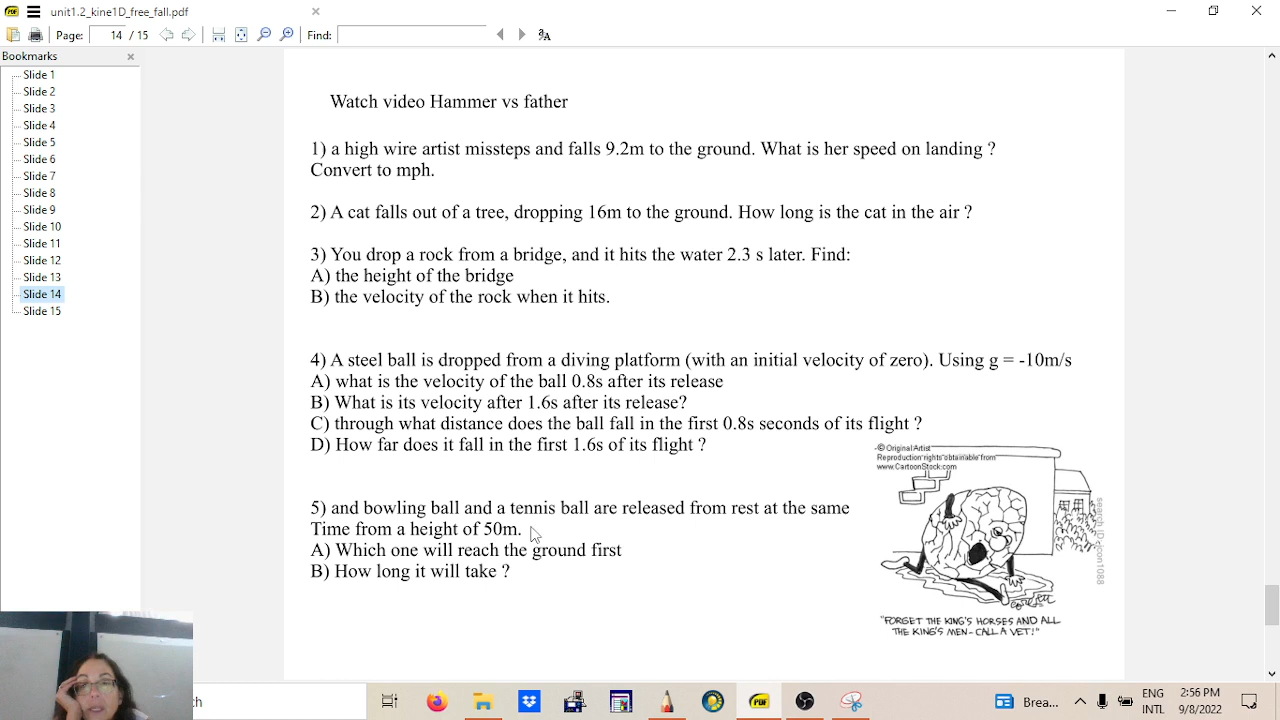 unit1.2_kine1D_free_fall.pdf
Page: 14 / 15 Find:
Bookmarks
Slide 1
Slide 2
Slide 3
Slide 4
Slide 5
Slide 6
Slide 7
Slide 8
Slide 9
Slide 10
Slide 11
Slide 12
Slide 13
Slide 14
Slide 15
Watch video Hammer vs father
1) a high wire artist missteps and falls 9.2m to the ground. What is her speed on landing ?
Convert to mph.
2) A cat falls out of a tree, dropping 16m to the ground. How long is the cat in the air ?
3) You drop a rock from a bridge, and it hits the water 2.3 s later. Find:
A) the height of the bridge
B) the velocity of the rock when it hits.
4) A steel ball is dropped from a diving platform (with an initial velocity of zero). Using g = -10m/s
A) what is the velocity of the ball 0.8s after its release
B) What is its velocity after 1.6s after its release?
C) through what distance does the ball fall in the first 0.8s seconds of its flight ?
D) How far does it fall in the first 1.6s of its flight ?
© Original Artist
Reproduction rights obtainable from
www.CartoonStock.com
search ID: jcon1088
5) and bowling ball and a tennis ball are released from rest at the same
Time from a height of 50m.
A) Which one will reach the ground first
B) How long it will take ?
"FORGET THE KING'S HORSES AND ALL
THE KING'S MEN - CALL A VET!"
rch
PDF
Brea...
ENG
INTL
2:56 PM
9/8/2022